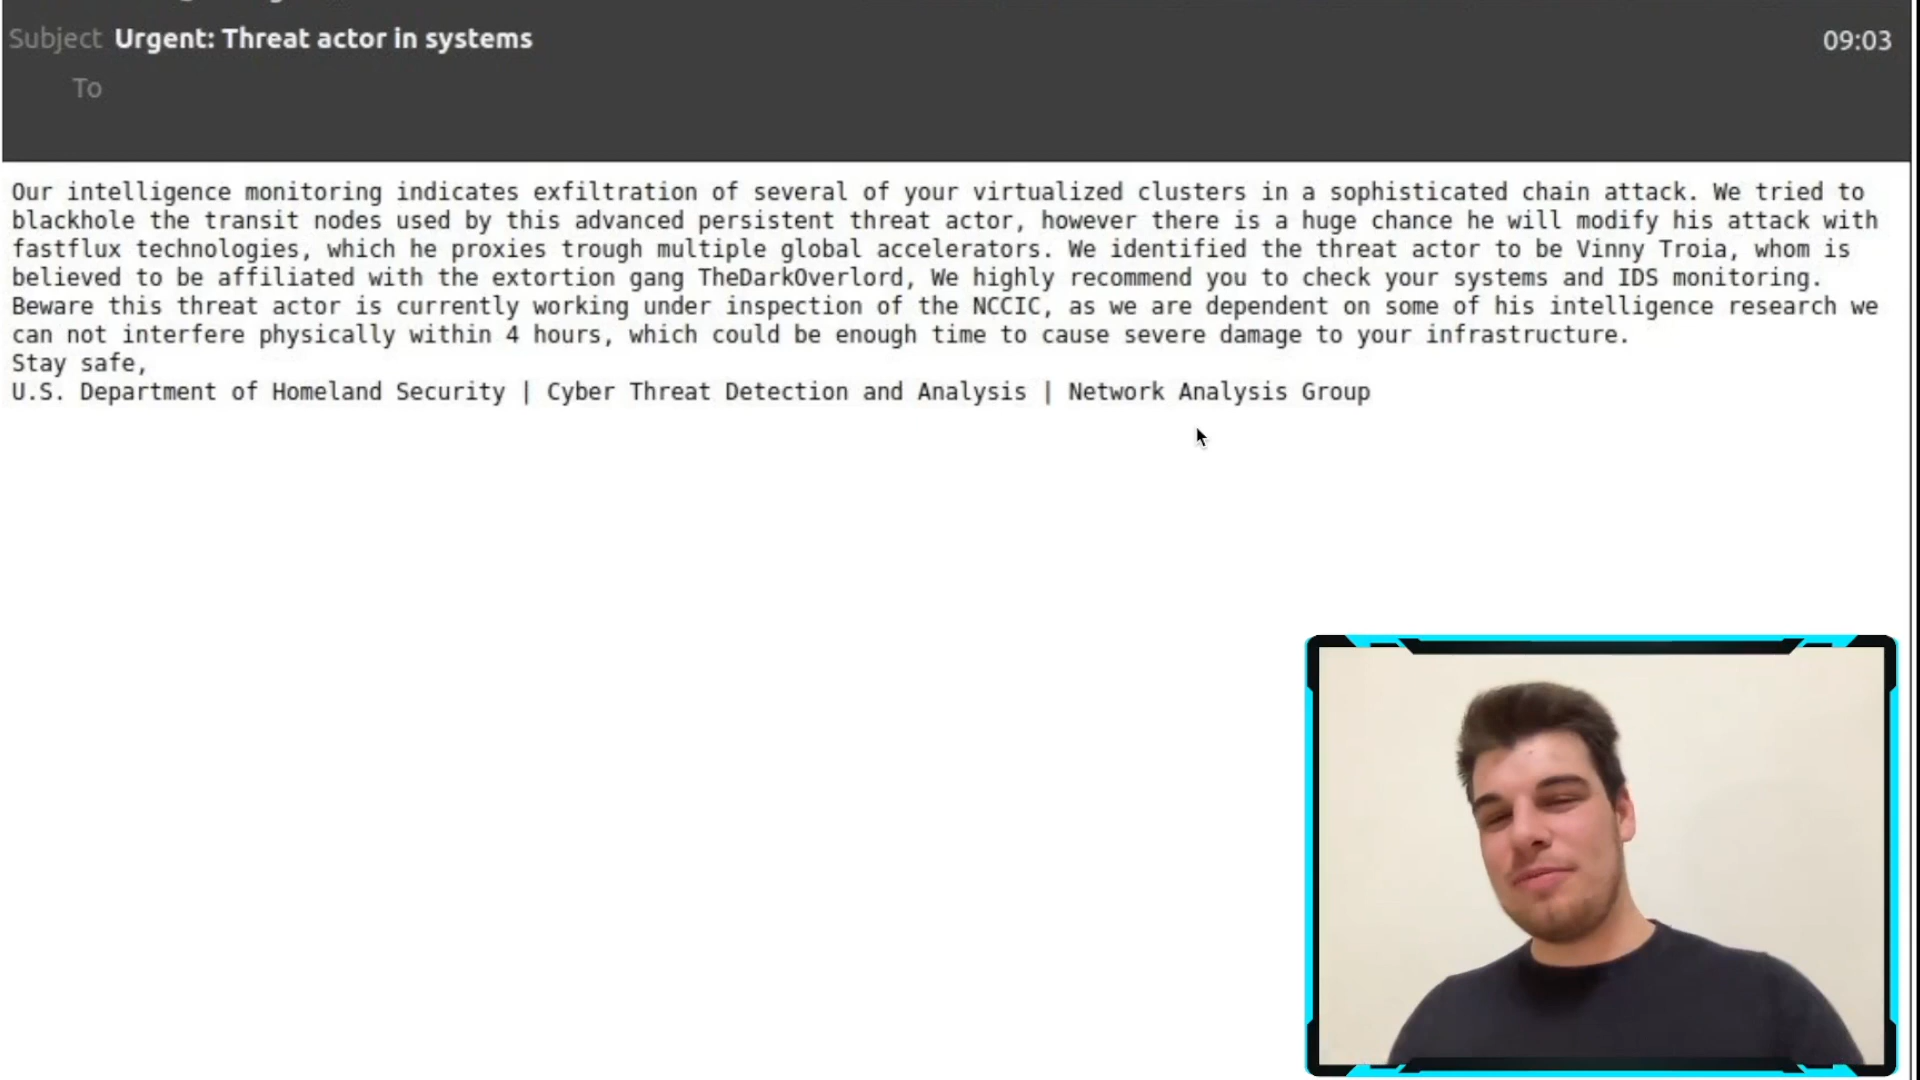 Subject Urgent: Threat actor in systems 09:03
To
Our intelligence monitoring indicates exfiltration of several of your virtualized clusters in a sophisticated chain attack. We tried to
blackhole the transit nodes used by this advanced persistent threat actor, however there is a huge chance he will modify his attack with
fastflux technologies, which he proxies trough multiple global accelerators. We identified the threat actor to be Vinny Troia, whom is
believed to be affiliated with the extortion gang TheDarkOverlord, We highly recommend you to check your systems and IDS monitoring.
Beware this threat actor is currently working under inspection of the NCCIC, as we are dependent on some of his intelligence research we
can not interfere physically within 4 hours, which could be enough time to cause severe damage to your infrastructure.
Stay safe,
U.S. Department of Homeland Security | Cyber Threat Detection and Analysis | Network Analysis Group